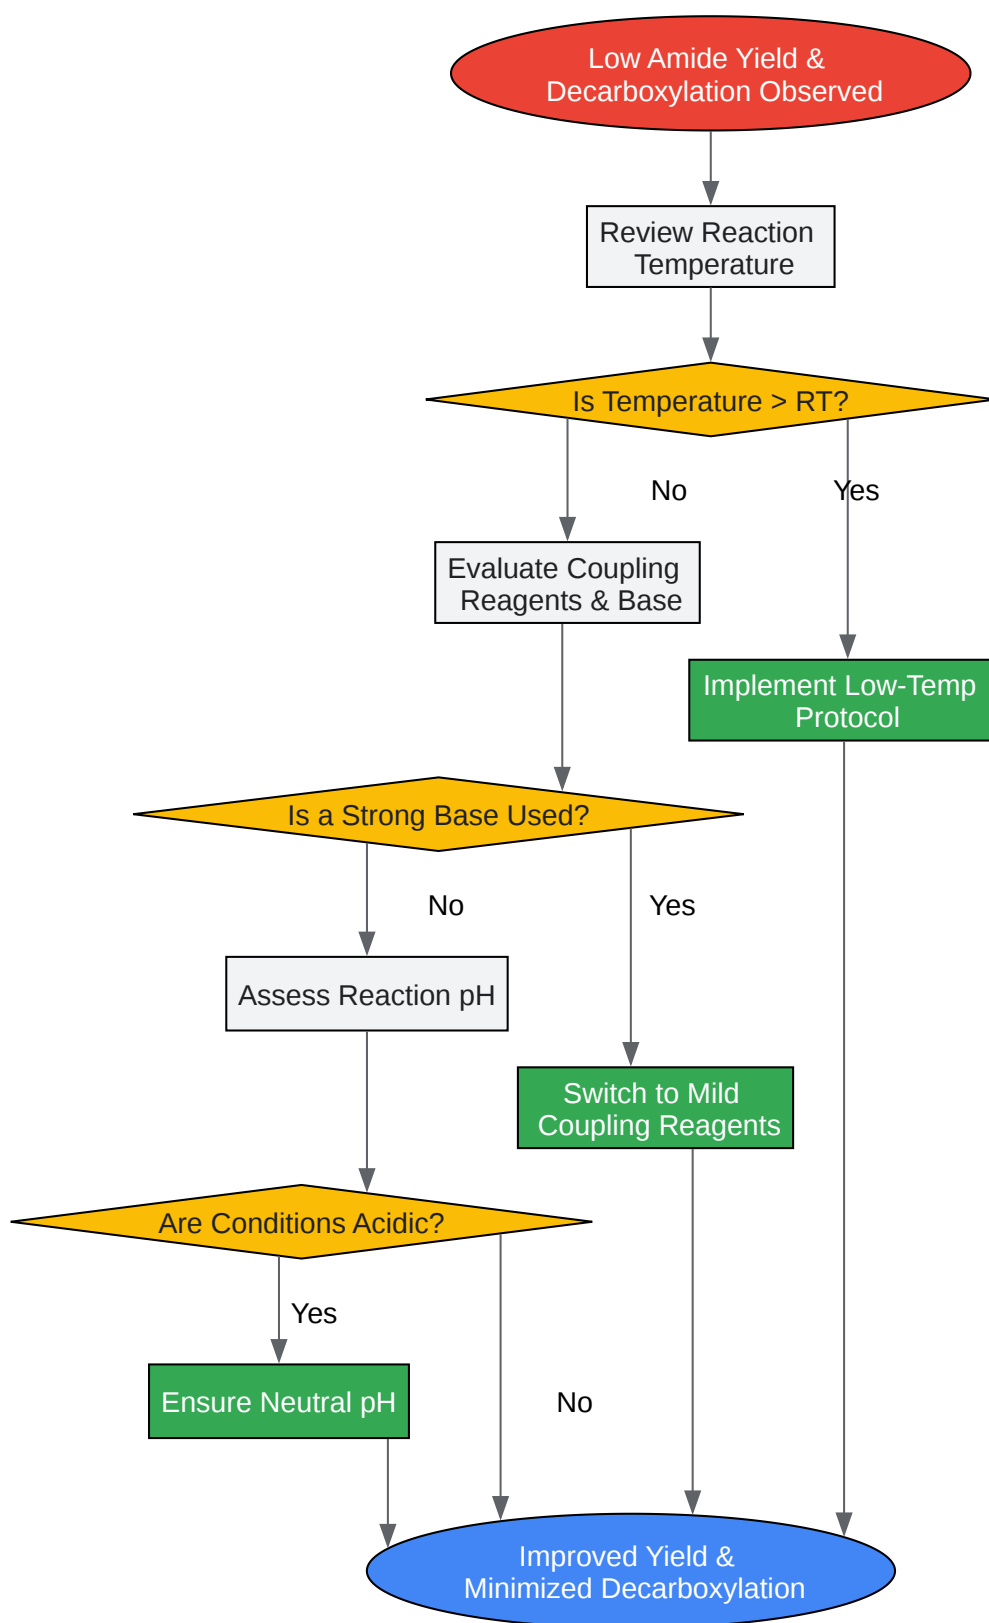 Low Amide Yield &
Decarboxylation Observed
Review Reaction
Temperature
Is Temperature > RT?
No
Yes
Evaluate Coupling
Reagents & Base
Implement Low-Temp
Protocol
Is a Strong Base Used?
No
Yes
Assess Reaction pH
Switch to Mild
Coupling Reagents
Are Conditions Acidic?
Yes
Ensure Neutral pH
No
Improved Yield &
Minimized Decarboxylation